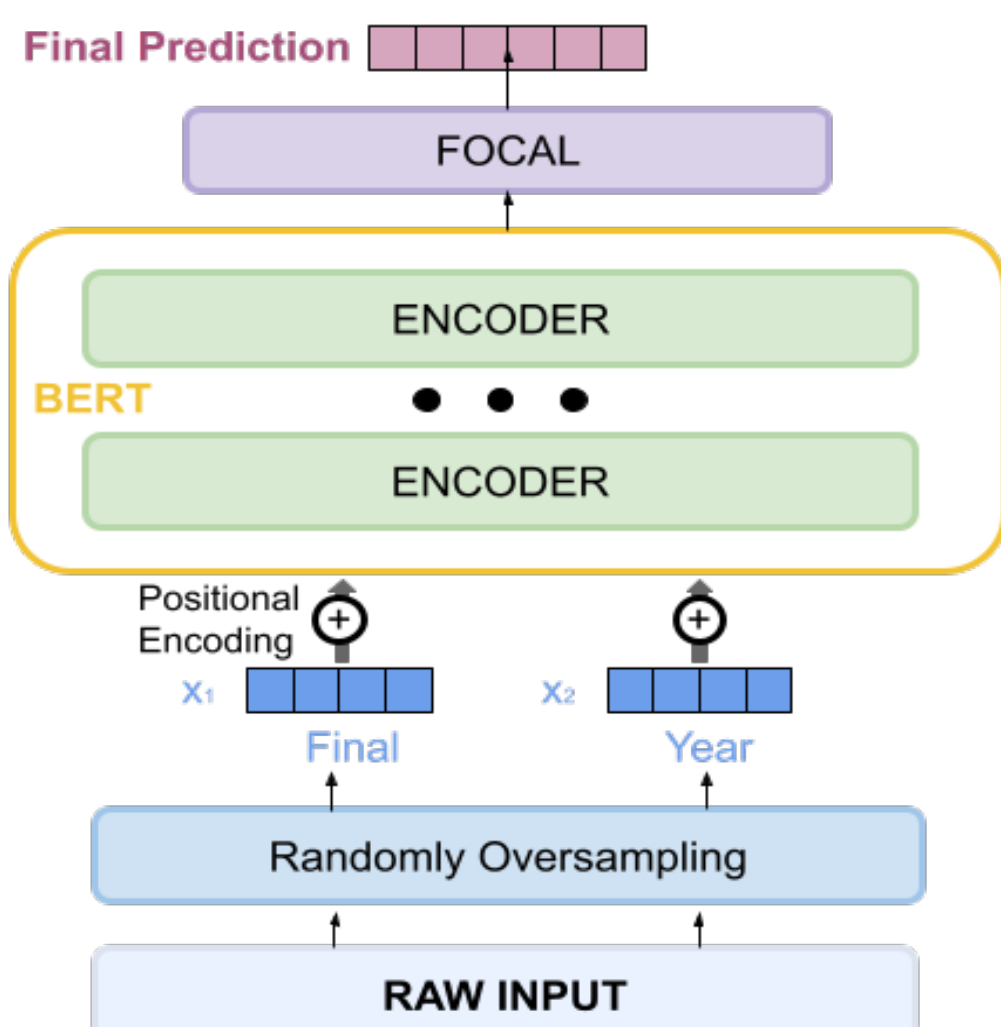 Final Prediction
FOCAL
ENCODER
BERT
ENCODER
Positional
Encoding
+
+
X1
X2
Final
Year
Randomly Oversampling
RAW INPUT